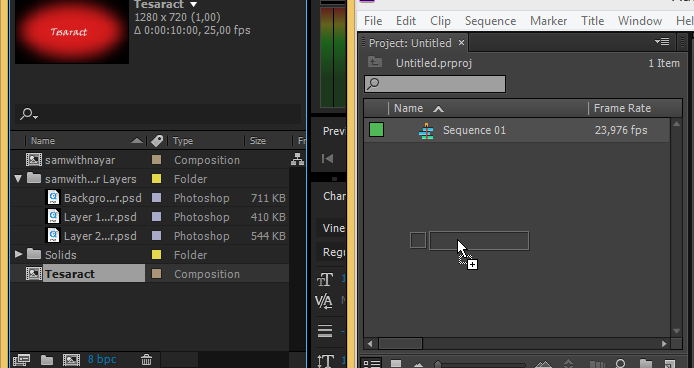 Tesaract
1280 x 720 (1,00)
Δ 0:00:10:00, 25,00 fps
Tesaract
Name Type Size
samwithnayar Composition
samwith...r Layers Folder
Backgro...r.psd Photoshop 711 KB
Layer 1...r.psd Photoshop 410 KB
Layer 2...r.psd Photoshop 544 KB
Solids Folder
Tesaract Composition
8 bpc
Previ
Char
Vine
Regu
File Edit Clip Sequence Marker Title Window
Project: Untitled ×
Untitled.prproj 1 Item
Name Frame Rate
Sequence 01 23,976 fps